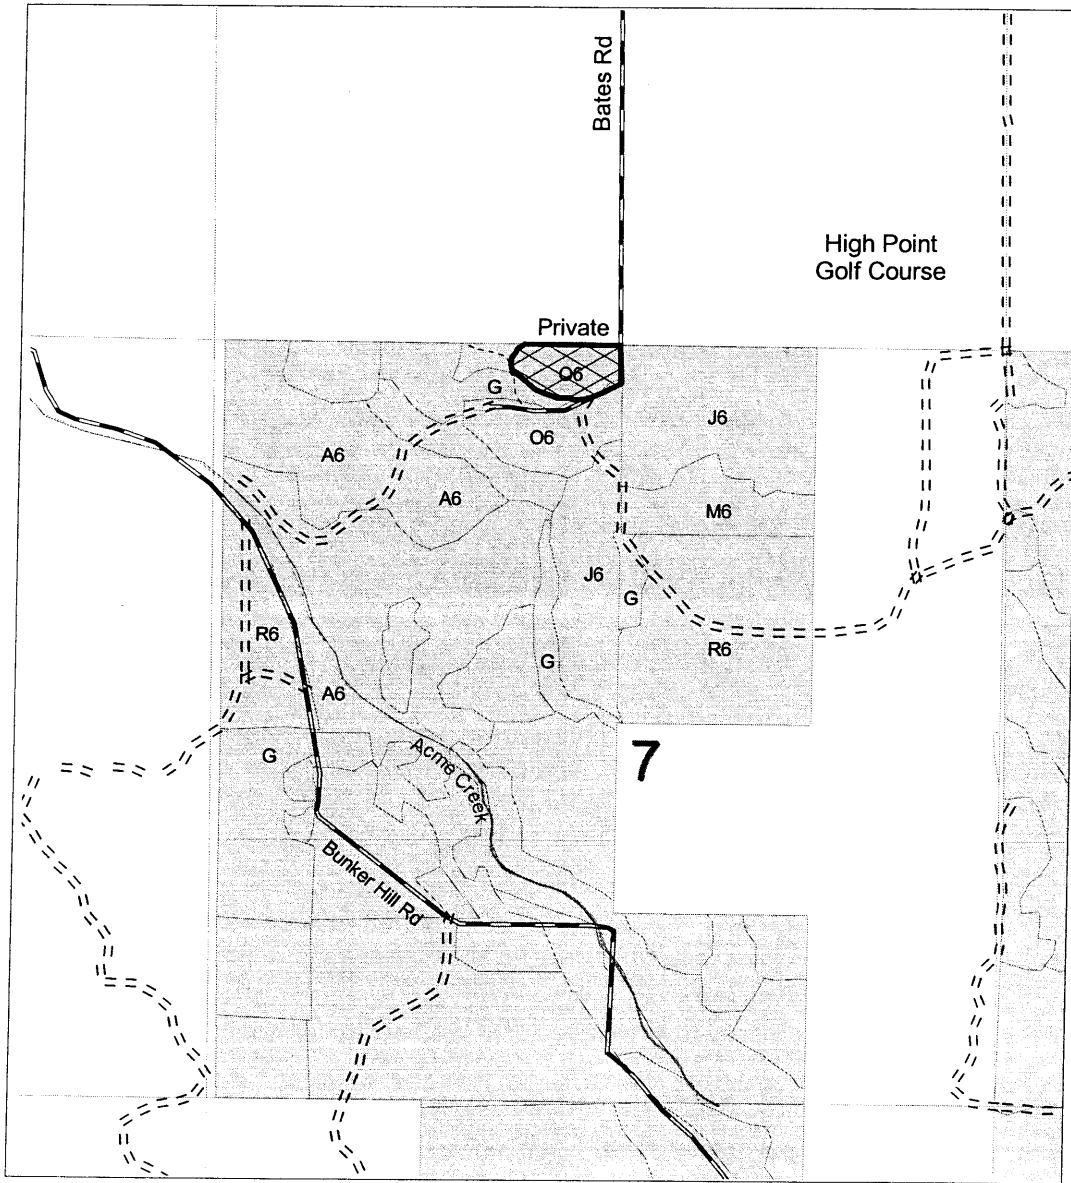 Bates Rd
High Point
Golf Course
Private
O6
G
J6
O6
A6
A6
M6
J6
G
R6
R6
G
A6
G
7
Acme Creek
Bunker Hill Rd